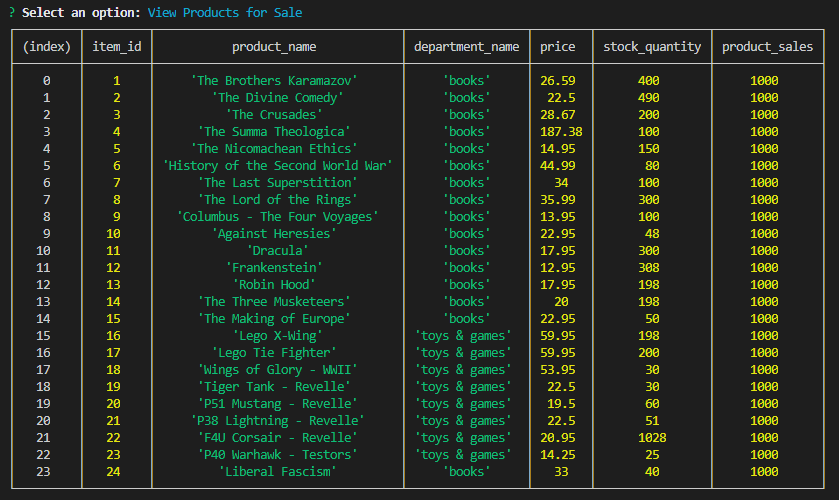 ? Select an option: View Products for Sale
(index) item_id product_name department_name price stock_quantity product_sales
0 1 'The Brothers Karamazov' 'books' 26.59 400 1000
1 2 'The Divine Comedy' 'books' 22.5 490 1000
2 3 'The Crusades' 'books' 28.67 200 1000
3 4 'The Summa Theologica' 'books' 187.38 100 1000
4 5 'The Nicomachean Ethics' 'books' 14.95 150 1000
5 6 'History of the Second World War' 'books' 44.99 80 1000
6 7 'The Last Superstition' 'books' 34 100 1000
7 8 'The Lord of the Rings' 'books' 35.99 300 1000
8 9 'Columbus - The Four Voyages' 'books' 13.95 100 1000
9 10 'Against Heresies' 'books' 22.95 48 1000
10 11 'Dracula' 'books' 17.95 300 1000
11 12 'Frankenstein' 'books' 12.95 308 1000
12 13 'Robin Hood' 'books' 17.95 198 1000
13 14 'The Three Musketeers' 'books' 20 198 1000
14 15 'The Making of Europe' 'books' 22.95 50 1000
15 16 'Lego X-Wing' 'toys & games' 59.95 198 1000
16 17 'Lego Tie Fighter' 'toys & games' 59.95 200 1000
17 18 'Wings of Glory - WWII' 'toys & games' 53.95 30 1000
18 19 'Tiger Tank - Revelle' 'toys & games' 22.5 30 1000
19 20 'P51 Mustang - Revelle' 'toys & games' 19.5 60 1000
20 21 'P38 Lightning - Revelle' 'toys & games' 22.5 51 1000
21 22 'F4U Corsair - Revelle' 'toys & games' 20.95 1028 1000
22 23 'P40 Warhawk - Testors' 'toys & games' 14.25 25 1000
23 24 'Liberal Fascism' 'books' 33 40 1000